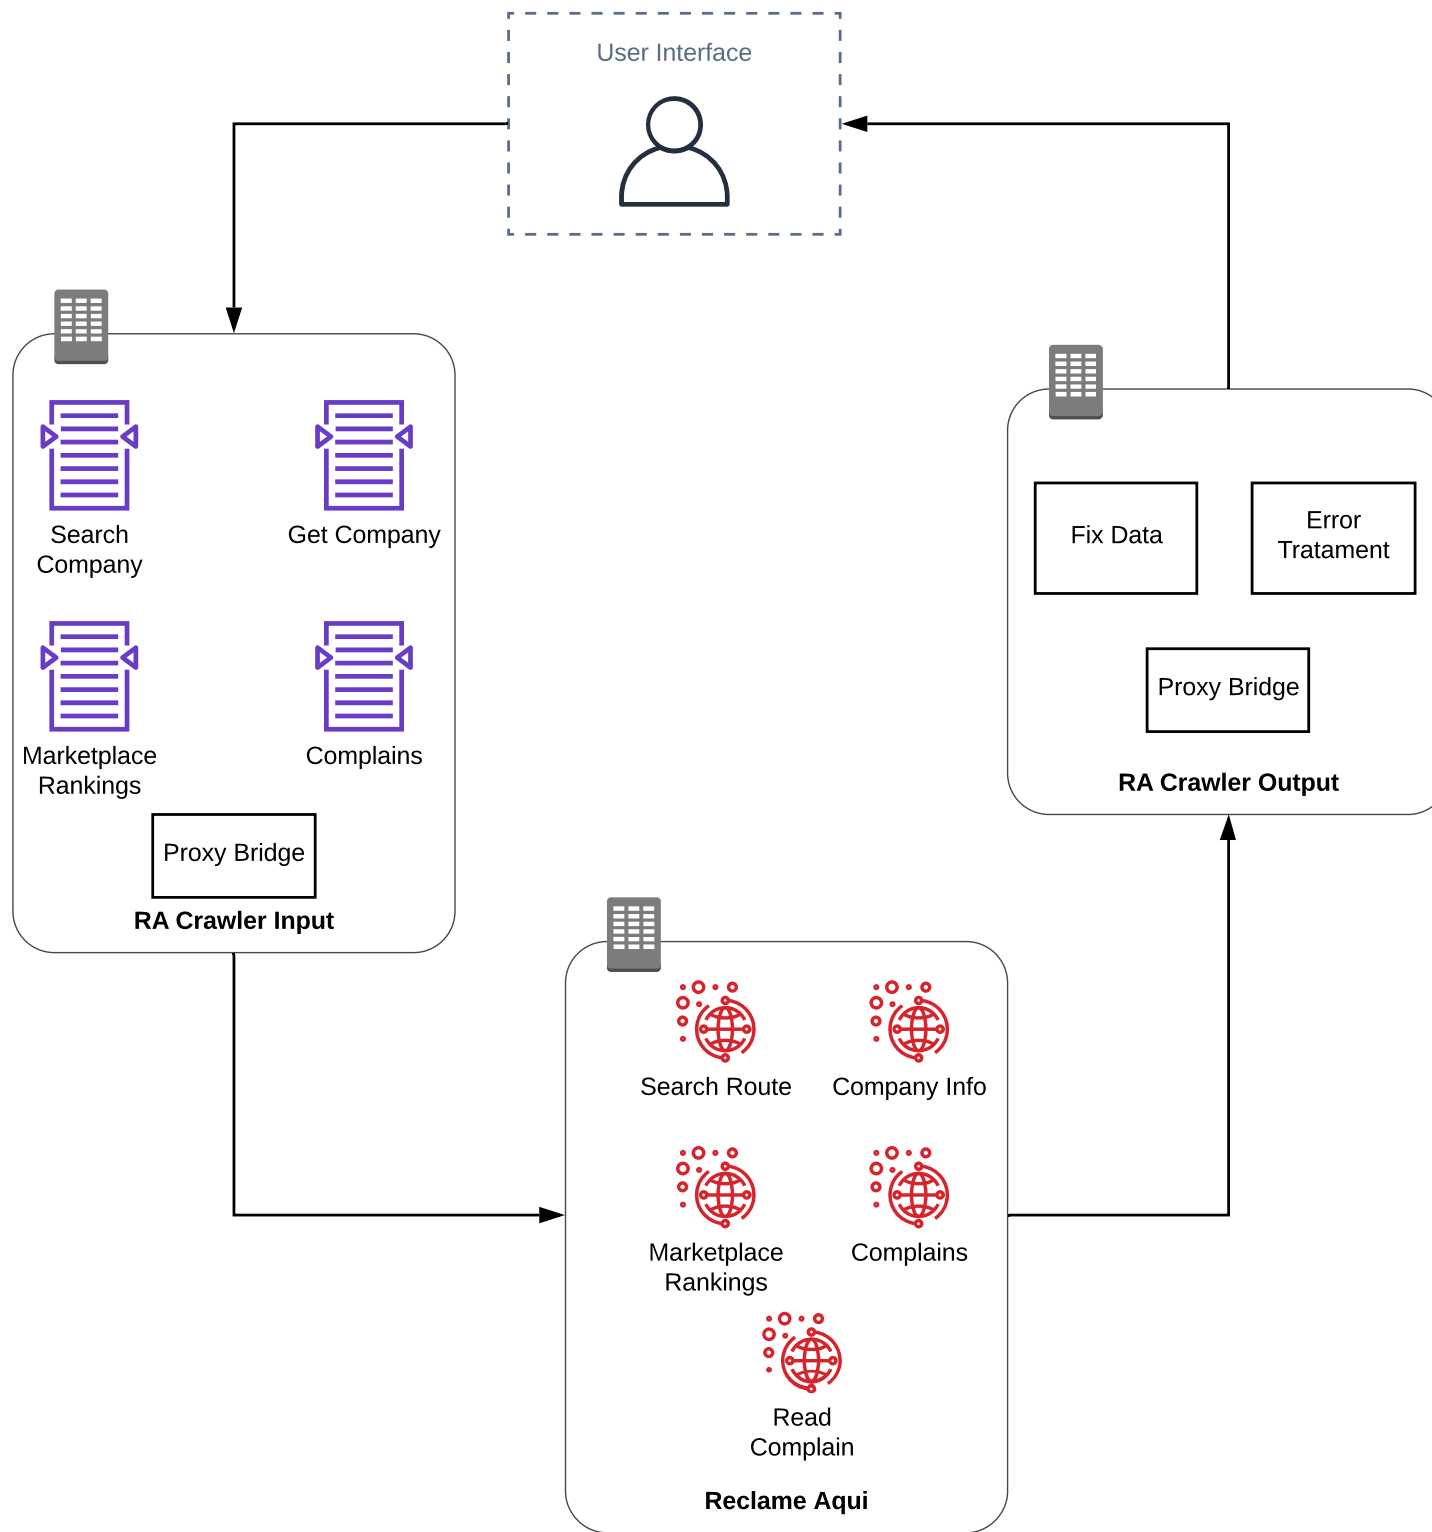 User Interface
Search
Company
Get Company
Marketplace
Rankings
Complains
Proxy Bridge
RA Crawler Input
Fix Data
Error
Tratament
Proxy Bridge
RA Crawler Output
Search Route
Company Info
Marketplace
Rankings
Complains
Read
Complain
Reclame Aqui